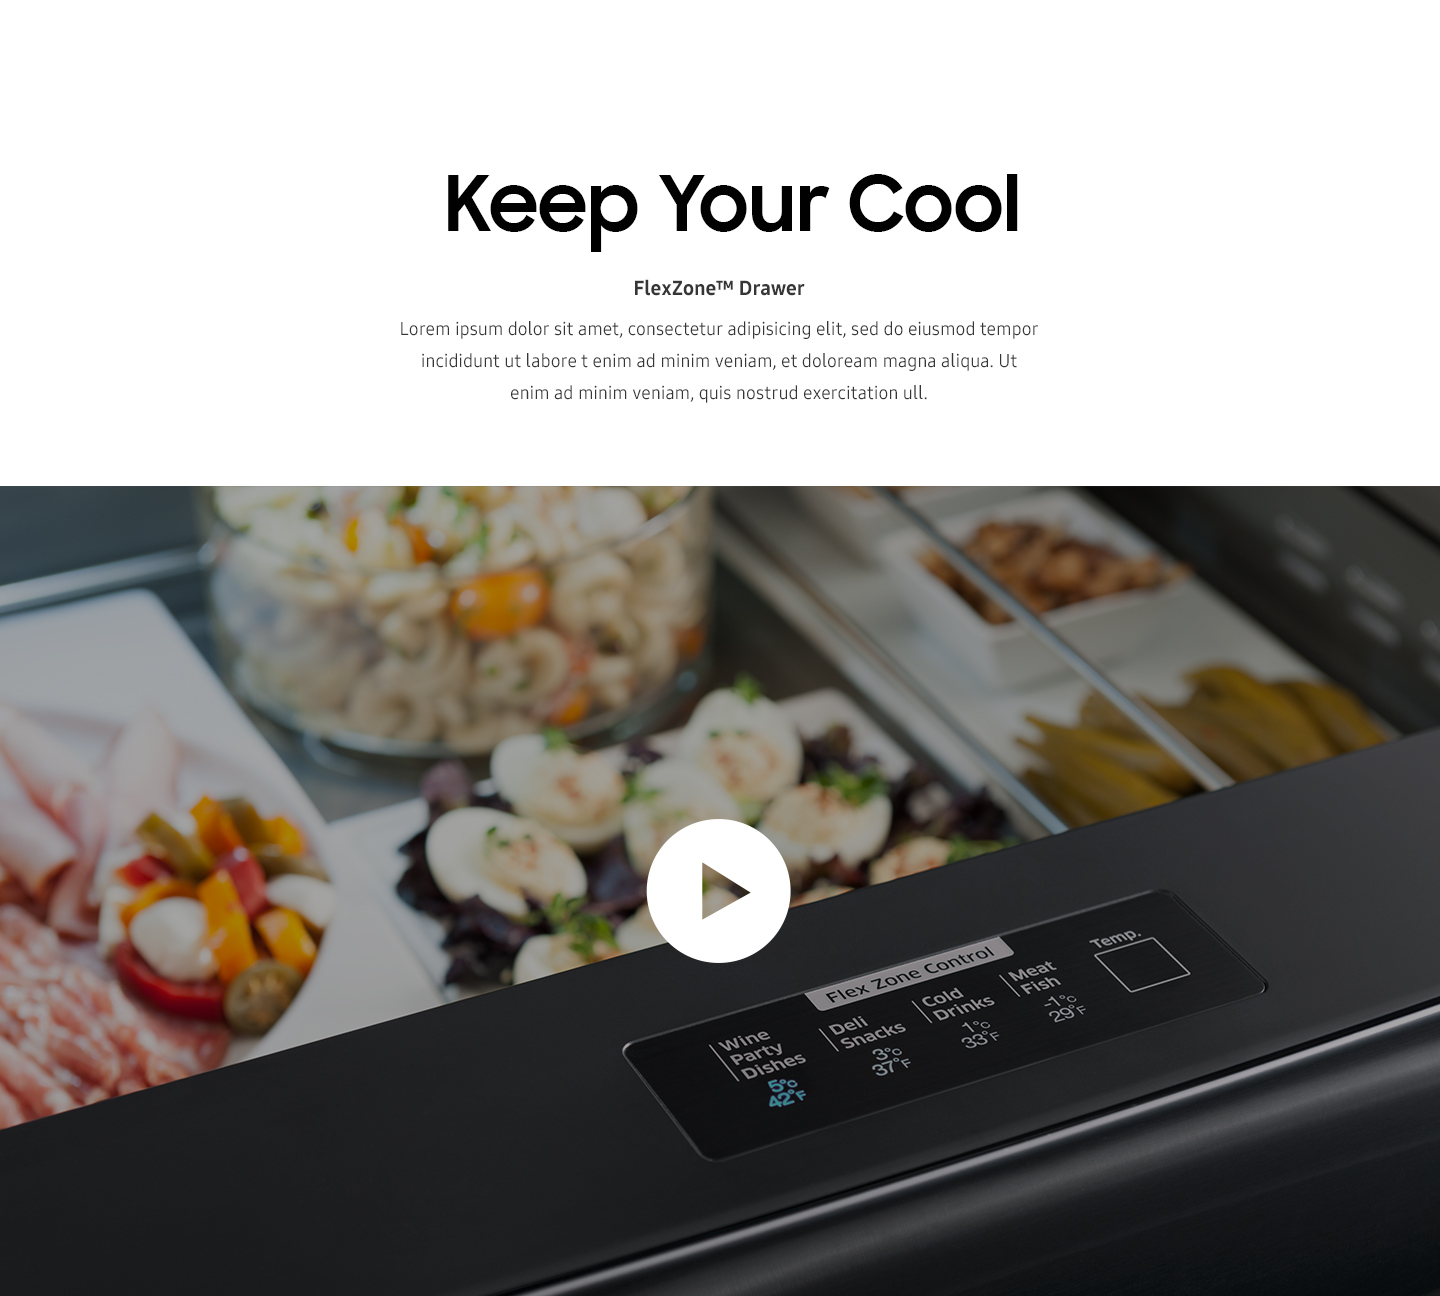 Keep Your Cool
FlexZone™ Drawer
Lorem ipsum dolor sit amet, consectetur adipisicing elit, sed do eiusmod tempor
incididunt ut labore t enim ad minim veniam, et doloream magna aliqua. Ut
enim ad minim veniam, quis nostrud exercitation ull.
Flex Zone Control
Wine
Party
Dishes
5°C
42°F
Deli
Snacks
3°C
37°F
Cold
Drinks
1°C
33°F
Meat
Fish
-1°C
29°F
Temp.